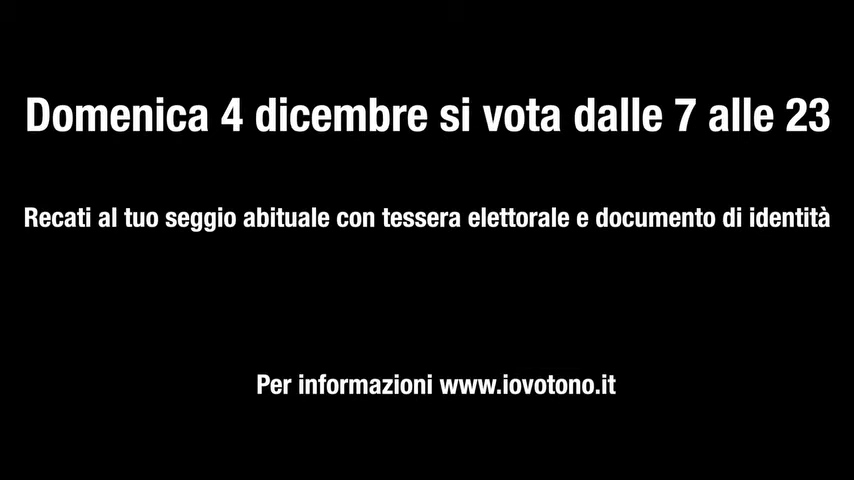 Domenica 4 dicembre si vota dalle 7 alle 23
Recati al tuo seggio abituale con tessera elettorale e documento di identità
Per informazioni www.iovotono.it